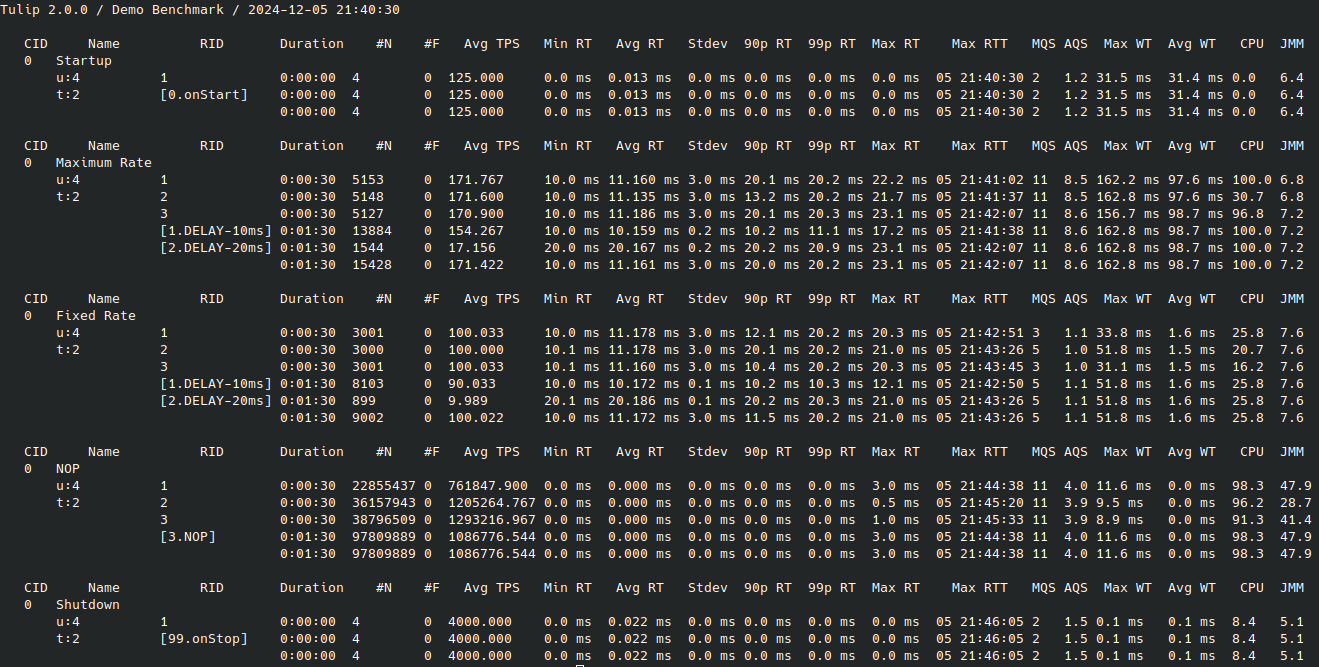 Tulip 2.0.0 / Demo Benchmark / 2024-12-05 21:40:30
CID Name RID Duration #N #F Avg TPS Min RT Avg RT Stdev 90p RT 99p RT Max RT Max RTT MQS AQS Max WT Avg WT CPU JMM
0 Startup
u:4 1 0:00:00 4 0 125.000 0.0 ms 0.013 ms 0.0 ms 0.0 ms 0.0 ms 0.0 ms 05 21:40:30 2 1.2 31.5 ms 31.4 ms 0.0 6.4
t:2 [0.onStart] 0:00:00 4 0 125.000 0.0 ms 0.013 ms 0.0 ms 0.0 ms 0.0 ms 0.0 ms 05 21:40:30 2 1.2 31.5 ms 31.4 ms 0.0 6.4
0:00:00 4 0 125.000 0.0 ms 0.013 ms 0.0 ms 0.0 ms 0.0 ms 0.0 ms 05 21:40:30 2 1.2 31.5 ms 31.4 ms 0.0 6.4
CID Name RID Duration #N #F Avg TPS Min RT Avg RT Stdev 90p RT 99p RT Max RT Max RTT MQS AQS Max WT Avg WT CPU JMM
0 Maximum Rate
u:4 1 0:00:30 5153 0 171.767 10.0 ms 11.160 ms 3.0 ms 20.1 ms 20.2 ms 22.2 ms 05 21:41:02 11 8.5 162.2 ms 97.6 ms 100.0 6.8
t:2 2 0:00:30 5148 0 171.600 10.0 ms 11.135 ms 3.0 ms 13.2 ms 20.2 ms 21.7 ms 05 21:41:37 11 8.5 162.8 ms 97.6 ms 30.7 6.8
3 0:00:30 5127 0 170.900 10.0 ms 11.186 ms 3.0 ms 20.1 ms 20.3 ms 23.1 ms 05 21:42:07 11 8.6 156.7 ms 98.7 ms 96.8 7.2
[1.DELAY-10ms] 0:01:30 13884 0 154.267 10.0 ms 10.159 ms 0.2 ms 10.2 ms 11.1 ms 17.2 ms 05 21:41:38 11 8.6 162.8 ms 98.7 ms 100.0 7.2
[2.DELAY-20ms] 0:01:30 1544 0 17.156 20.0 ms 20.167 ms 0.2 ms 20.2 ms 20.9 ms 23.1 ms 05 21:42:07 11 8.6 162.8 ms 98.7 ms 100.0 7.2
0:01:30 15428 0 171.422 10.0 ms 11.161 ms 3.0 ms 20.0 ms 20.2 ms 23.1 ms 05 21:42:07 11 8.6 162.8 ms 98.7 ms 100.0 7.2
CID Name RID Duration #N #F Avg TPS Min RT Avg RT Stdev 90p RT 99p RT Max RT Max RTT MQS AQS Max WT Avg WT CPU JMM
0 Fixed Rate
u:4 1 0:00:30 3001 0 100.033 10.0 ms 11.178 ms 3.0 ms 12.1 ms 20.2 ms 20.3 ms 05 21:42:51 3 1.1 33.8 ms 1.6 ms 25.8 7.6
t:2 2 0:00:30 3000 0 100.000 10.1 ms 11.178 ms 3.0 ms 20.1 ms 20.2 ms 21.0 ms 05 21:43:26 5 1.0 51.8 ms 1.5 ms 20.7 7.6
3 0:00:30 3001 0 100.033 10.1 ms 11.160 ms 3.0 ms 10.4 ms 20.2 ms 20.3 ms 05 21:43:45 3 1.0 31.1 ms 1.5 ms 16.2 7.6
[1.DELAY-10ms] 0:01:30 8103 0 90.033 10.0 ms 10.172 ms 0.1 ms 10.2 ms 10.3 ms 12.1 ms 05 21:42:50 5 1.1 51.8 ms 1.6 ms 25.8 7.6
[2.DELAY-20ms] 0:01:30 899 0 9.989 20.1 ms 20.186 ms 0.1 ms 20.2 ms 20.3 ms 21.0 ms 05 21:43:26 5 1.1 51.8 ms 1.6 ms 25.8 7.6
0:01:30 9002 0 100.022 10.0 ms 11.172 ms 3.0 ms 11.5 ms 20.2 ms 21.0 ms 05 21:43:26 5 1.1 51.8 ms 1.6 ms 25.8 7.6
CID Name RID Duration #N #F Avg TPS Min RT Avg RT Stdev 90p RT 99p RT Max RT Max RTT MQS AQS Max WT Avg WT CPU JMM
0 NOP
u:4 1 0:00:30 22855437 0 761847.900 0.0 ms 0.000 ms 0.0 ms 0.0 ms 0.0 ms 3.0 ms 05 21:44:38 11 4.0 11.6 ms 0.0 ms 98.3 47.9
t:2 2 0:00:30 36157943 0 1205264.767 0.0 ms 0.000 ms 0.0 ms 0.0 ms 0.0 ms 0.5 ms 05 21:45:20 11 3.9 9.5 ms 0.0 ms 96.2 28.7
3 0:00:30 38796509 0 1293216.967 0.0 ms 0.000 ms 0.0 ms 0.0 ms 0.0 ms 1.0 ms 05 21:45:33 11 3.9 8.9 ms 0.0 ms 91.3 41.4
[3.NOP] 0:01:30 97809889 0 1086776.544 0.0 ms 0.000 ms 0.0 ms 0.0 ms 0.0 ms 3.0 ms 05 21:44:38 11 4.0 11.6 ms 0.0 ms 98.3 47.9
0:01:30 97809889 0 1086776.544 0.0 ms 0.000 ms 0.0 ms 0.0 ms 0.0 ms 3.0 ms 05 21:44:38 11 4.0 11.6 ms 0.0 ms 98.3 47.9
CID Name RID Duration #N #F Avg TPS Min RT Avg RT Stdev 90p RT 99p RT Max RT Max RTT MQS AQS Max WT Avg WT CPU JMM
0 Shutdown
u:4 1 0:00:00 4 0 4000.000 0.0 ms 0.022 ms 0.0 ms 0.0 ms 0.0 ms 0.0 ms 05 21:46:05 2 1.5 0.1 ms 0.1 ms 8.4 5.1
t:2 [99.onStop] 0:00:00 4 0 4000.000 0.0 ms 0.022 ms 0.0 ms 0.0 ms 0.0 ms 0.0 ms 05 21:46:05 2 1.5 0.1 ms 0.1 ms 8.4 5.1
0:00:00 4 0 4000.000 0.0 ms 0.022 ms 0.0 ms 0.0 ms 0.0 ms 0.0 ms 05 21:46:05 2 1.5 0.1 ms 0.1 ms 8.4 5.1